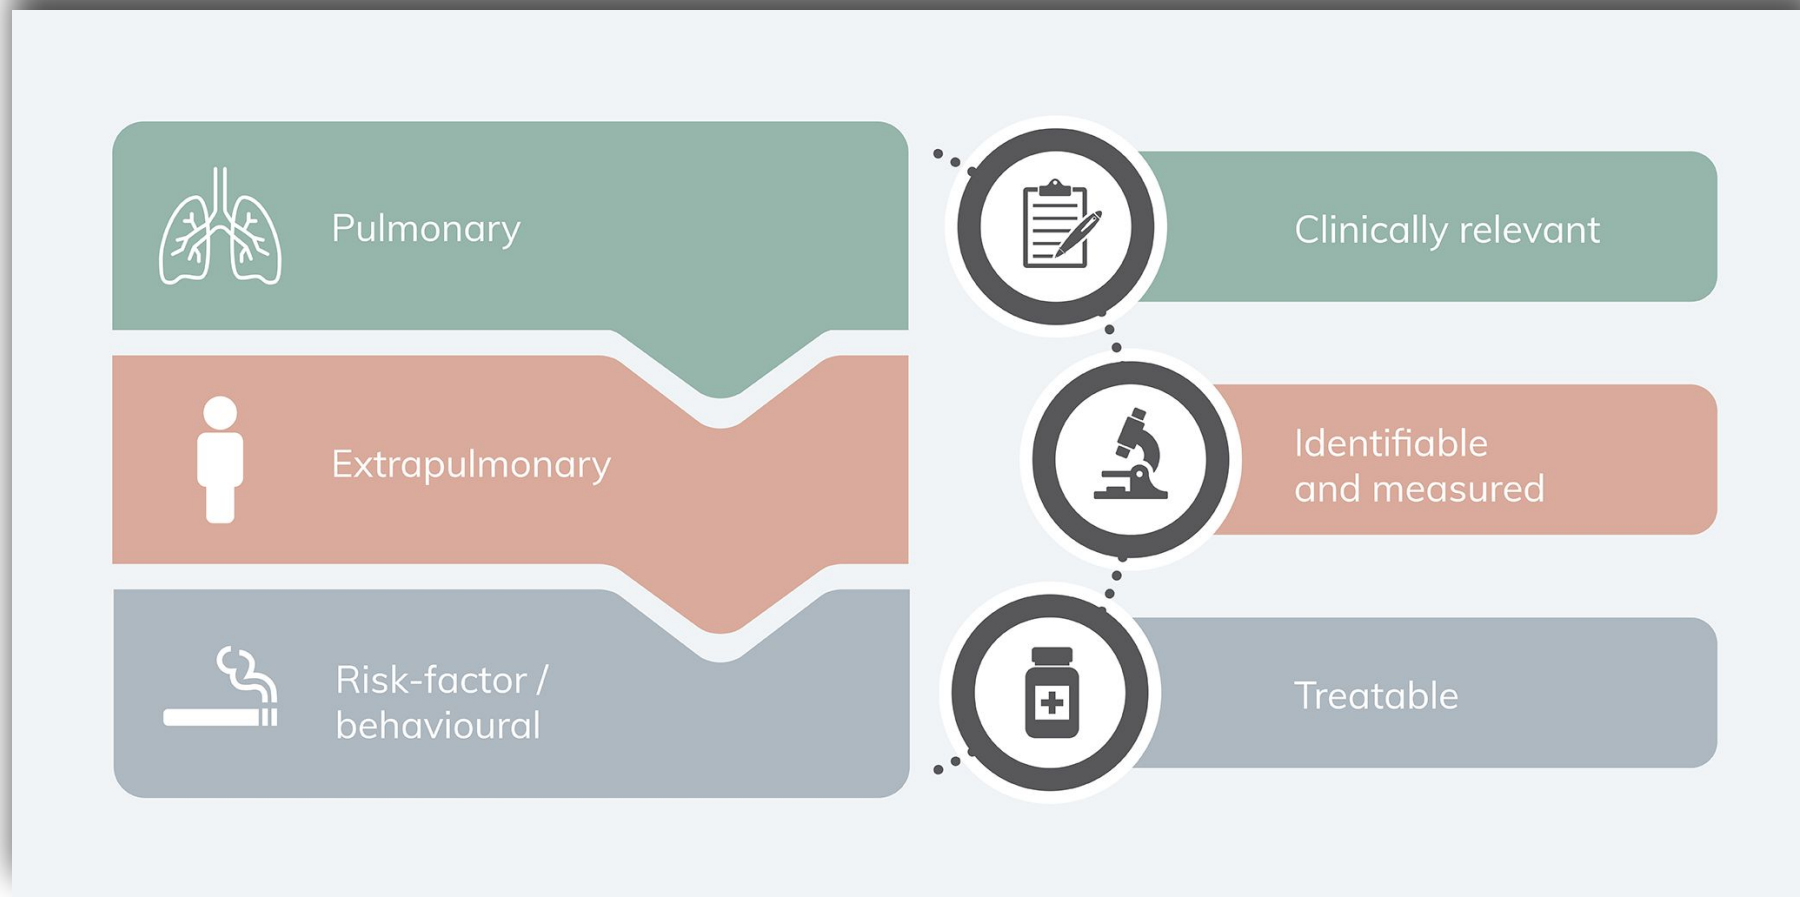 Pulmonary
Extrapulmonary
Risk-factor /
behavioural
Clinically relevant
Identifiable
and measured
Treatable